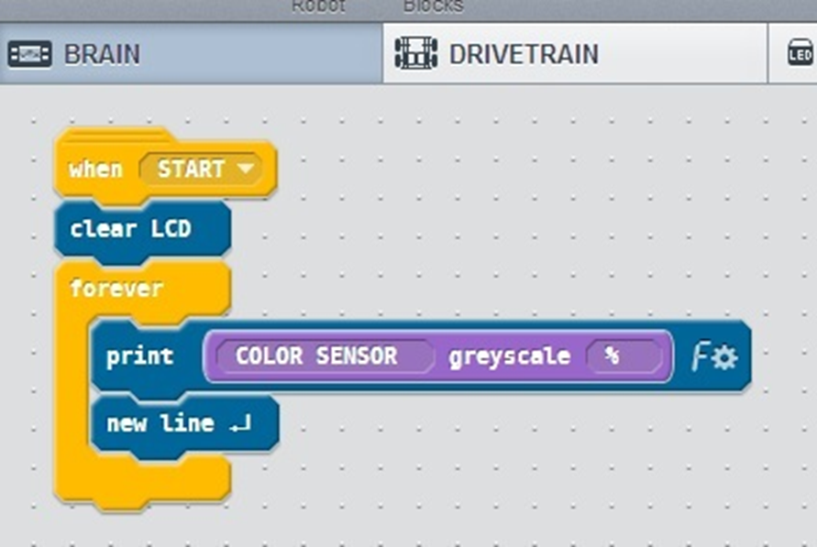 Robot Blocks
BRAIN DRIVETRAIN LED
when START
clear LCD
forever
print COLOR SENSOR greyscale %
new line ↵